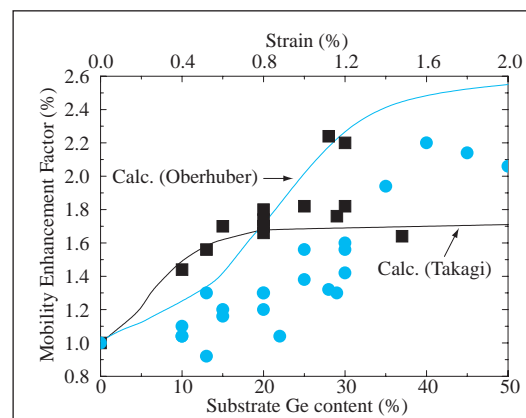 Strain (%)
0.0 0.4 0.8 1.2 1.6 2.0
Mobility Enhancement Factor (%)
2.6
2.4
2.2
2.0
1.8
1.6
1.4
1.2
1.0
0.8
Calc. (Oberhuber)
Calc. (Takagi)
0 10 20 30 40 50
Substrate Ge content (%)